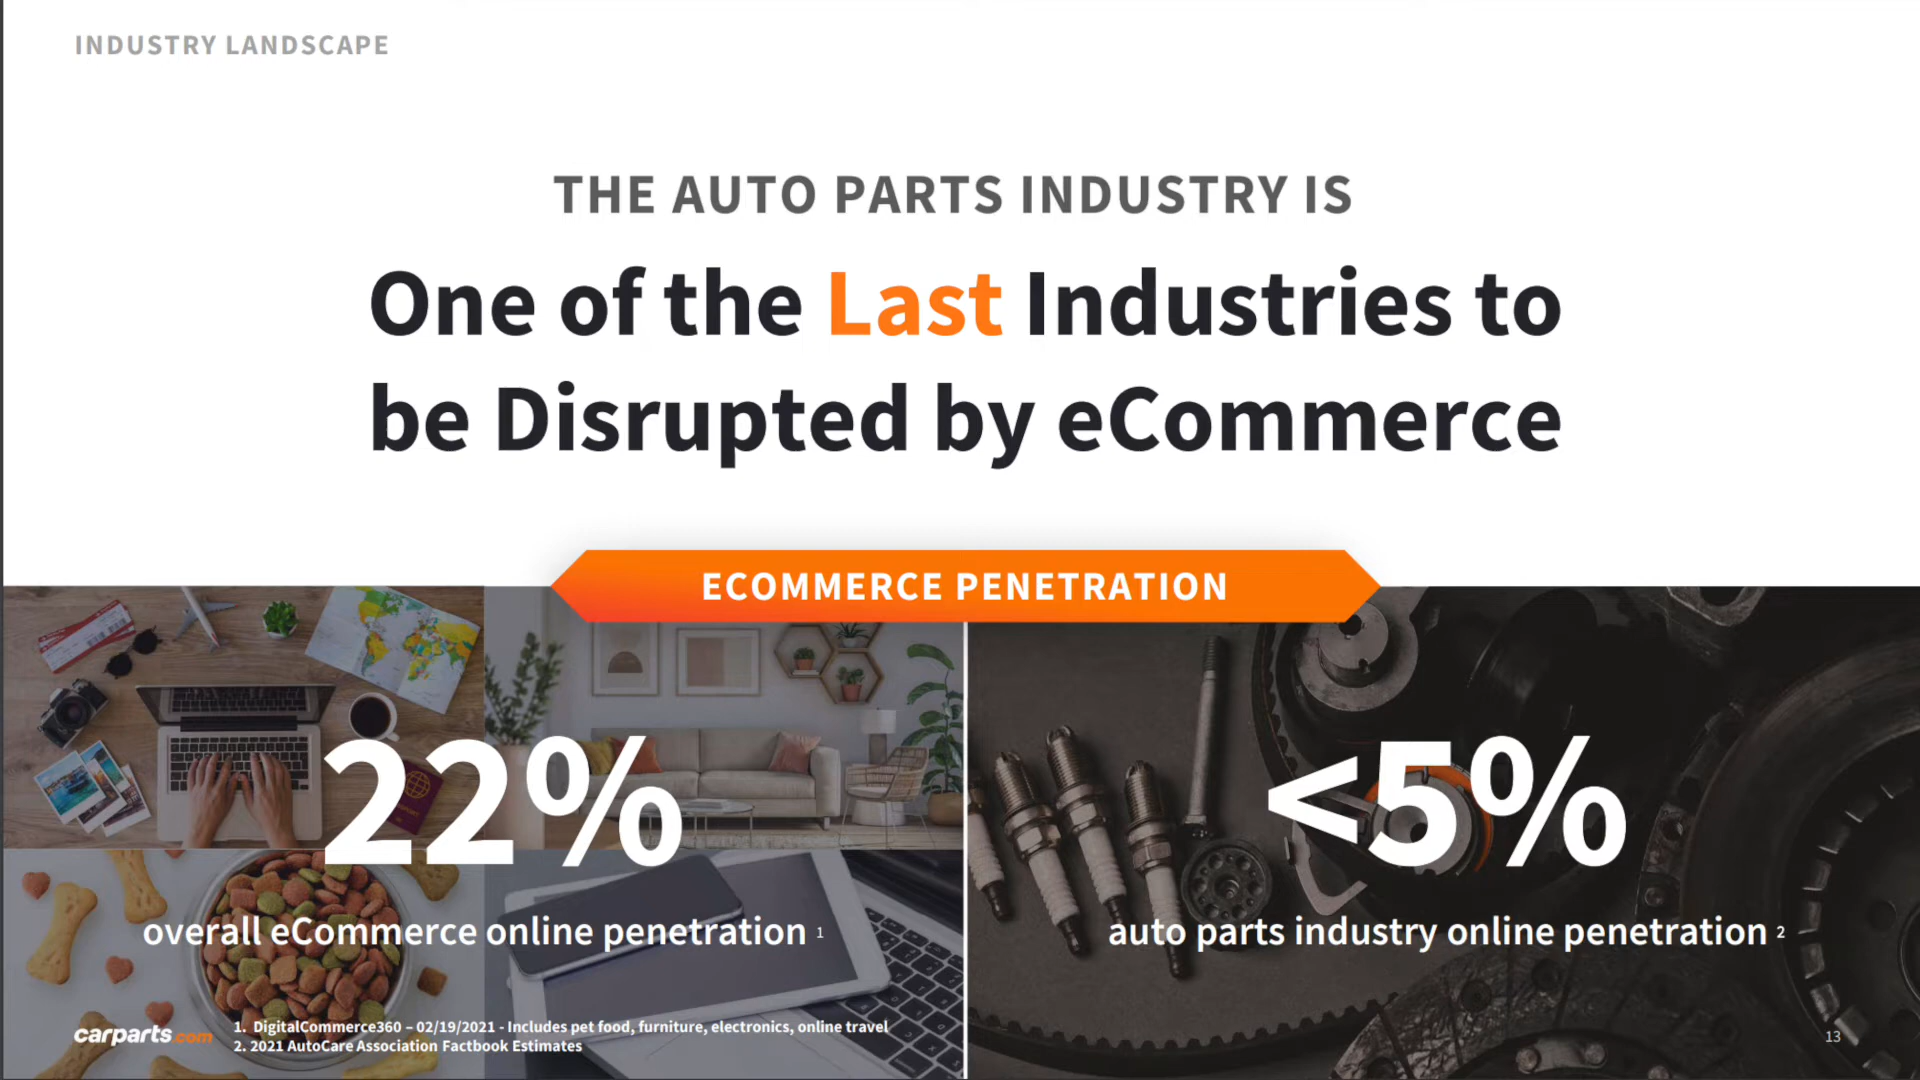 INDUSTRY LANDSCAPE
THE AUTO PARTS INDUSTRY IS
One of the Last Industries to
be Disrupted by eCommerce
ECOMMERCE PENETRATION
22%
overall eCommerce online penetration 1
<5%
auto parts industry online penetration 2
carparts.com
1. DigitalCommerce360 – 02/19/2021 - Includes pet food, furniture, electronics, online travel
2. 2021 AutoCare Association Factbook Estimates
13